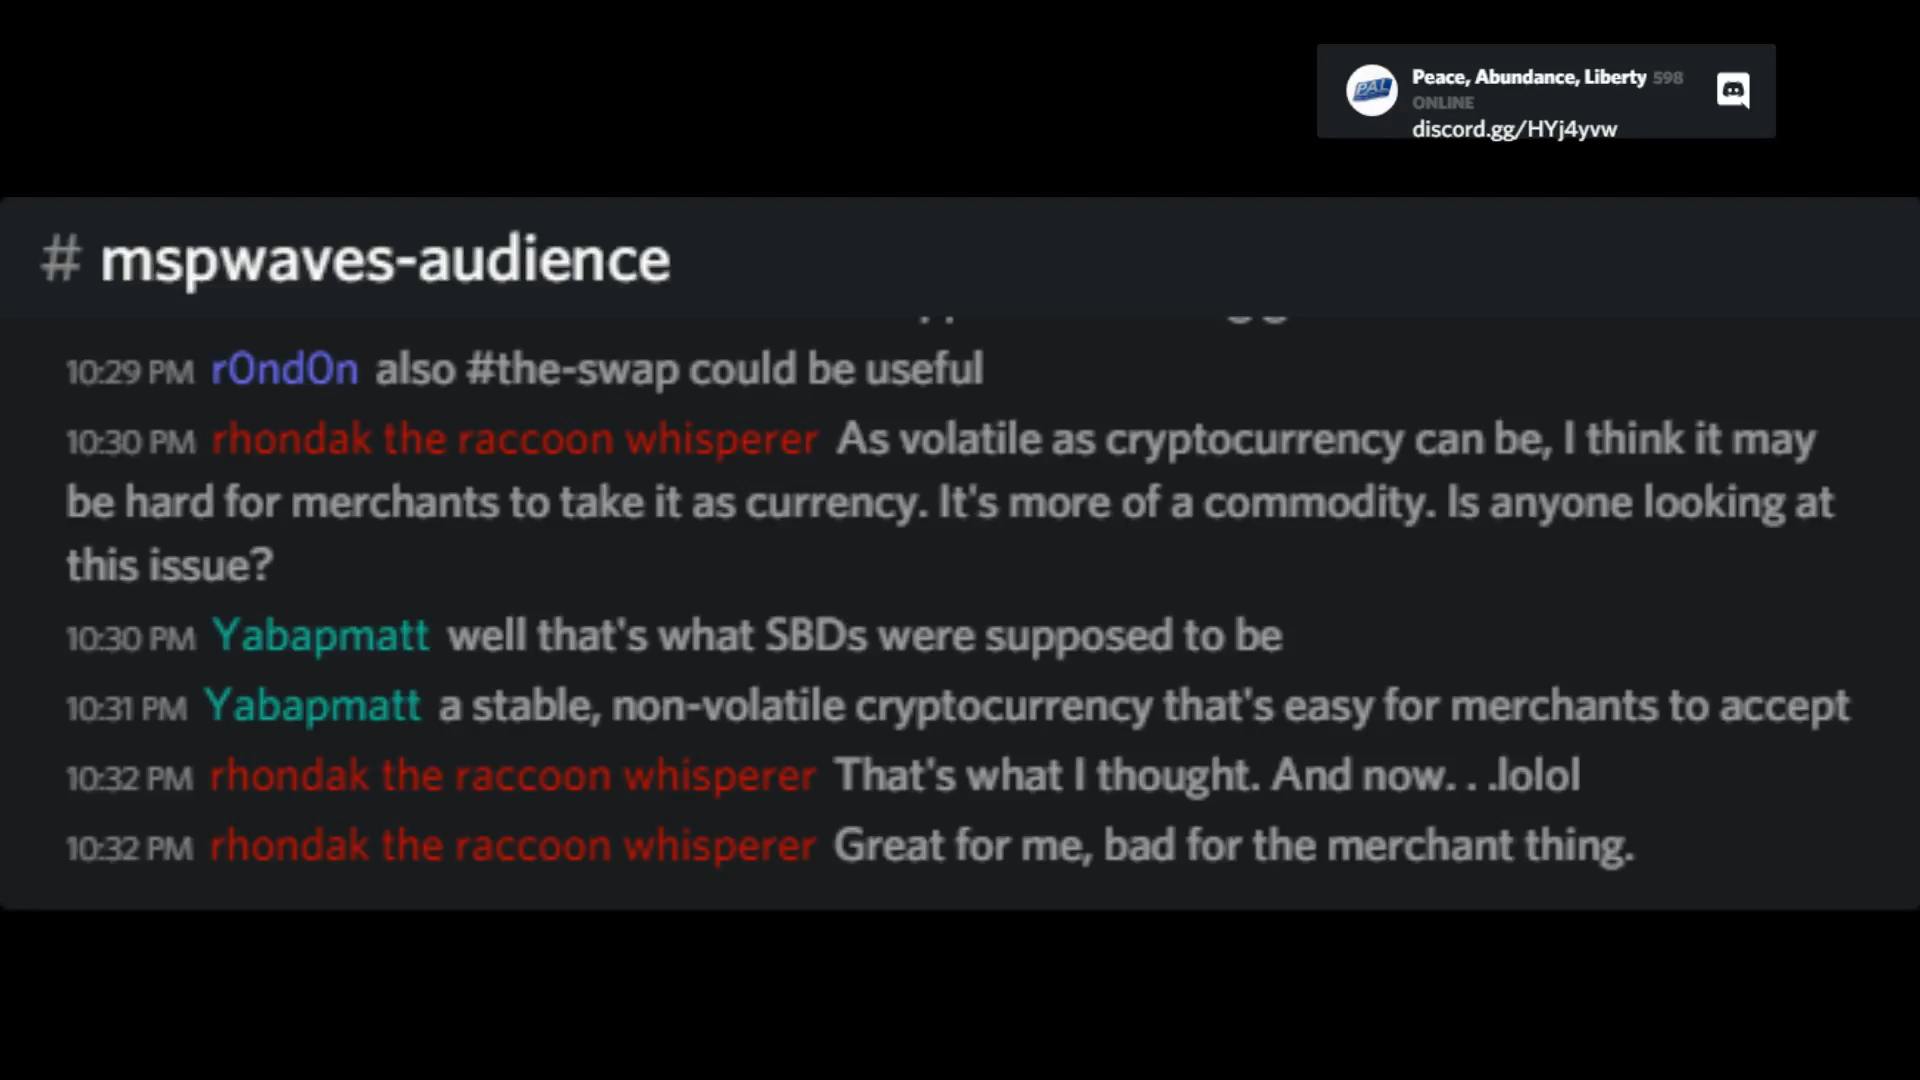 Peace, Abundance, Liberty 598
ONLINE
discord.gg/HYj4yvw
PAL
# mspwaves-audience
10:29 PM r0nd0n also #the-swap could be useful
10:30 PM rhondak the raccoon whisperer As volatile as cryptocurrency can be, I think it may
be hard for merchants to take it as currency. It's more of a commodity. Is anyone looking at
this issue?
10:30 PM Yabapmatt well that's what SBDs were supposed to be
10:31 PM Yabapmatt a stable, non-volatile cryptocurrency that's easy for merchants to accept
10:32 PM rhondak the raccoon whisperer That's what I thought. And now. . .lolol
10:32 PM rhondak the raccoon whisperer Great for me, bad for the merchant thing.